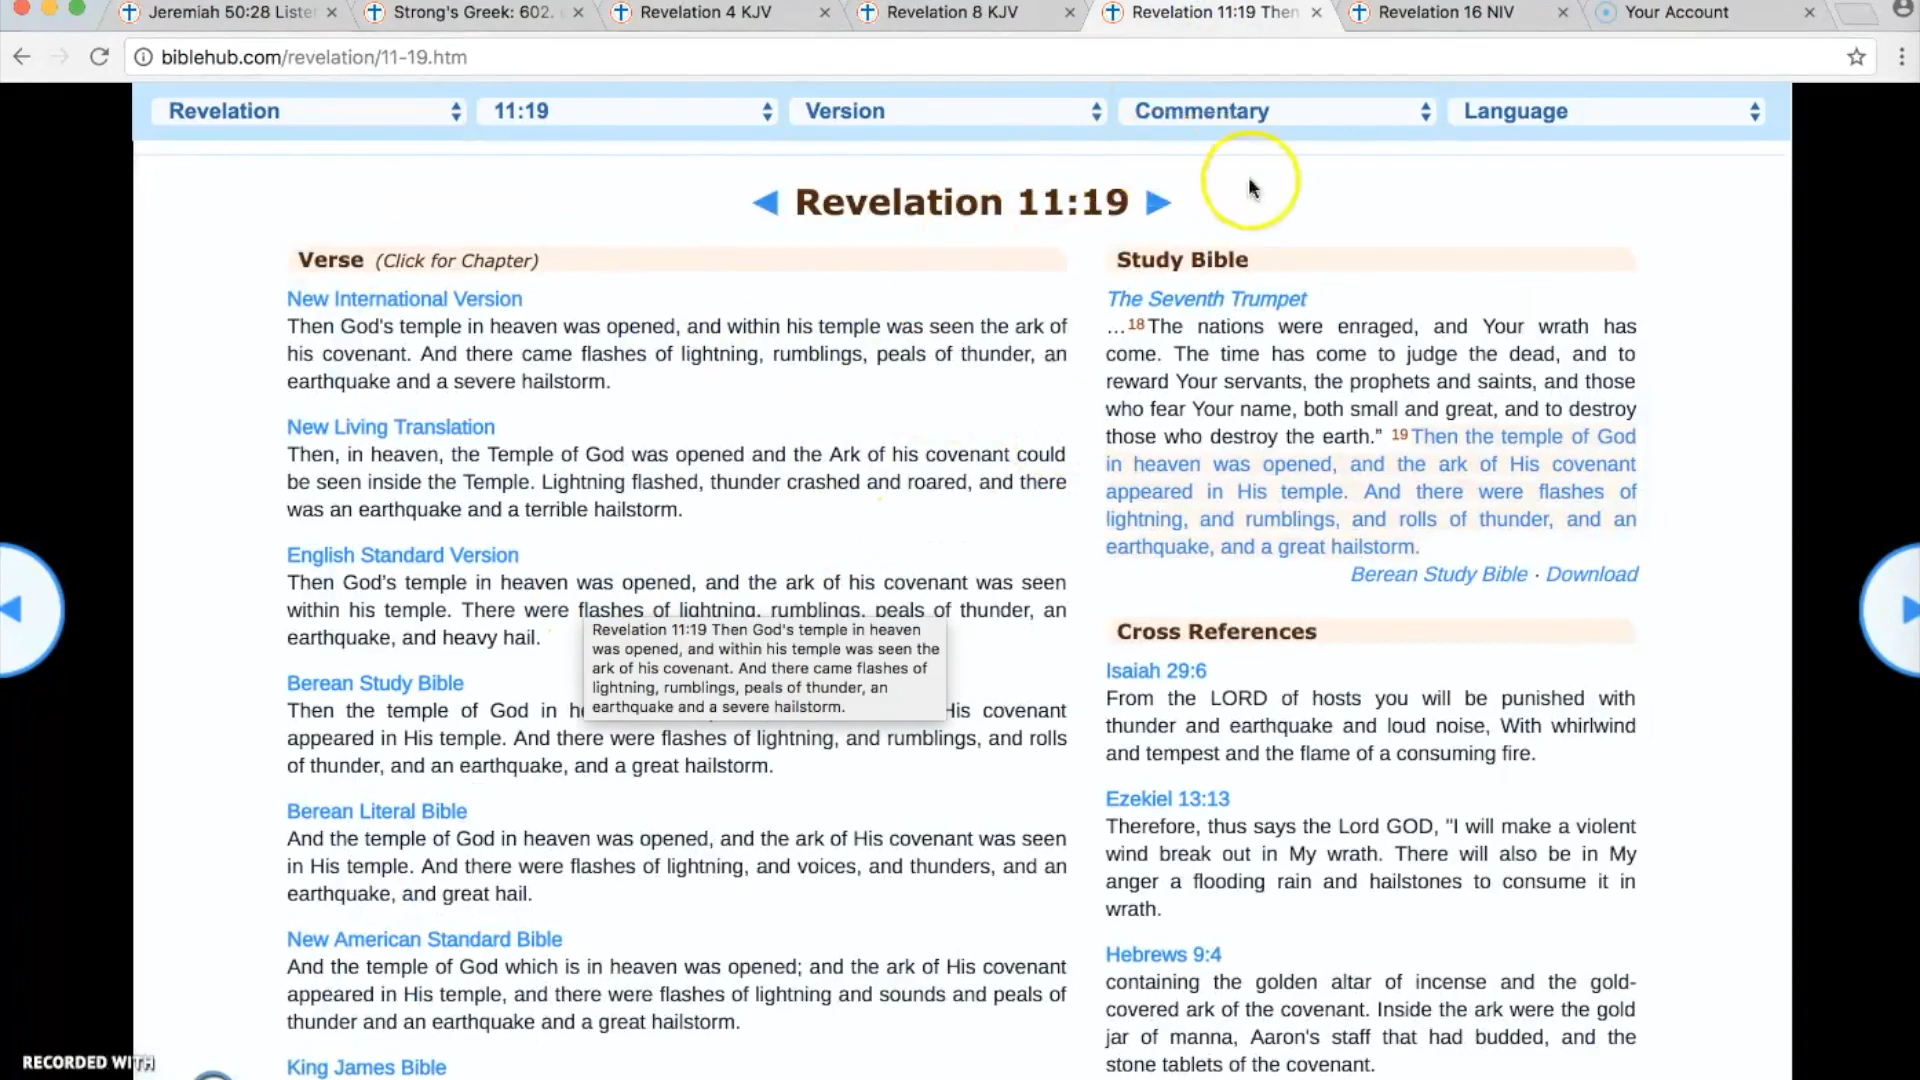 Jeremiah 50:28 Liste
Strong's Greek: 602.
Revelation 4 KJV
Revelation 8 KJV
Revelation 11:19 Then
Revelation 16 NIV
Your Account
biblehub.com/revelation/11-19.htm
Revelation
11:19
Version
Commentary
Language
Revelation 11:19
Verse (Click for Chapter)
New International Version
Then God's temple in heaven was opened, and within his temple was seen the ark of
his covenant. And there came flashes of lightning, rumblings, peals of thunder, an
earthquake and a severe hailstorm.
New Living Translation
Then, in heaven, the Temple of God was opened and the Ark of his covenant could
be seen inside the Temple. Lightning flashed, thunder crashed and roared, and there
was an earthquake and a terrible hailstorm.
English Standard Version
Then God's temple in heaven was opened, and the ark of his covenant was seen
within his temple. There were flashes of lightning, rumblings, peals of thunder, an
earthquake, and heavy hail.
Revelation 11:19 Then God's temple in heaven
was opened, and within his temple was seen the
ark of his covenant. And there came flashes of
lightning, rumblings, peals of thunder, an
earthquake and a severe hailstorm.
Berean Study Bible
Then the temple of God in His covenant
appeared in His temple. And there were flashes of lightning, and rumblings, and rolls
of thunder, and an earthquake, and a great hailstorm.
Berean Literal Bible
And the temple of God in heaven was opened, and the ark of His covenant was seen
in His temple. And there were flashes of lightning, and voices, and thunders, and an
earthquake, and great hail.
New American Standard Bible
And the temple of God which is in heaven was opened; and the ark of His covenant
appeared in His temple, and there were flashes of lightning and sounds and peals of
thunder and an earthquake and a great hailstorm.
King James Bible
Study Bible
The Seventh Trumpet
…18The nations were enraged, and Your wrath has
come. The time has come to judge the dead, and to
reward Your servants, the prophets and saints, and those
who fear Your name, both small and great, and to destroy
those who destroy the earth.” 19Then the temple of God
in heaven was opened, and the ark of His covenant
appeared in His temple. And there were flashes of
lightning, and rumblings, and rolls of thunder, and an
earthquake, and a great hailstorm.
Berean Study Bible · Download
Cross References
Isaiah 29:6
From the LORD of hosts you will be punished with
thunder and earthquake and loud noise, With whirlwind
and tempest and the flame of a consuming fire.
Ezekiel 13:13
Therefore, thus says the Lord GOD, "I will make a violent
wind break out in My wrath. There will also be in My
anger a flooding rain and hailstones to consume it in
wrath.
Hebrews 9:4
containing the golden altar of incense and the gold-
covered ark of the covenant. Inside the ark were the gold
jar of manna, Aaron's staff that had budded, and the
stone tablets of the covenant.
RECORDED WITH